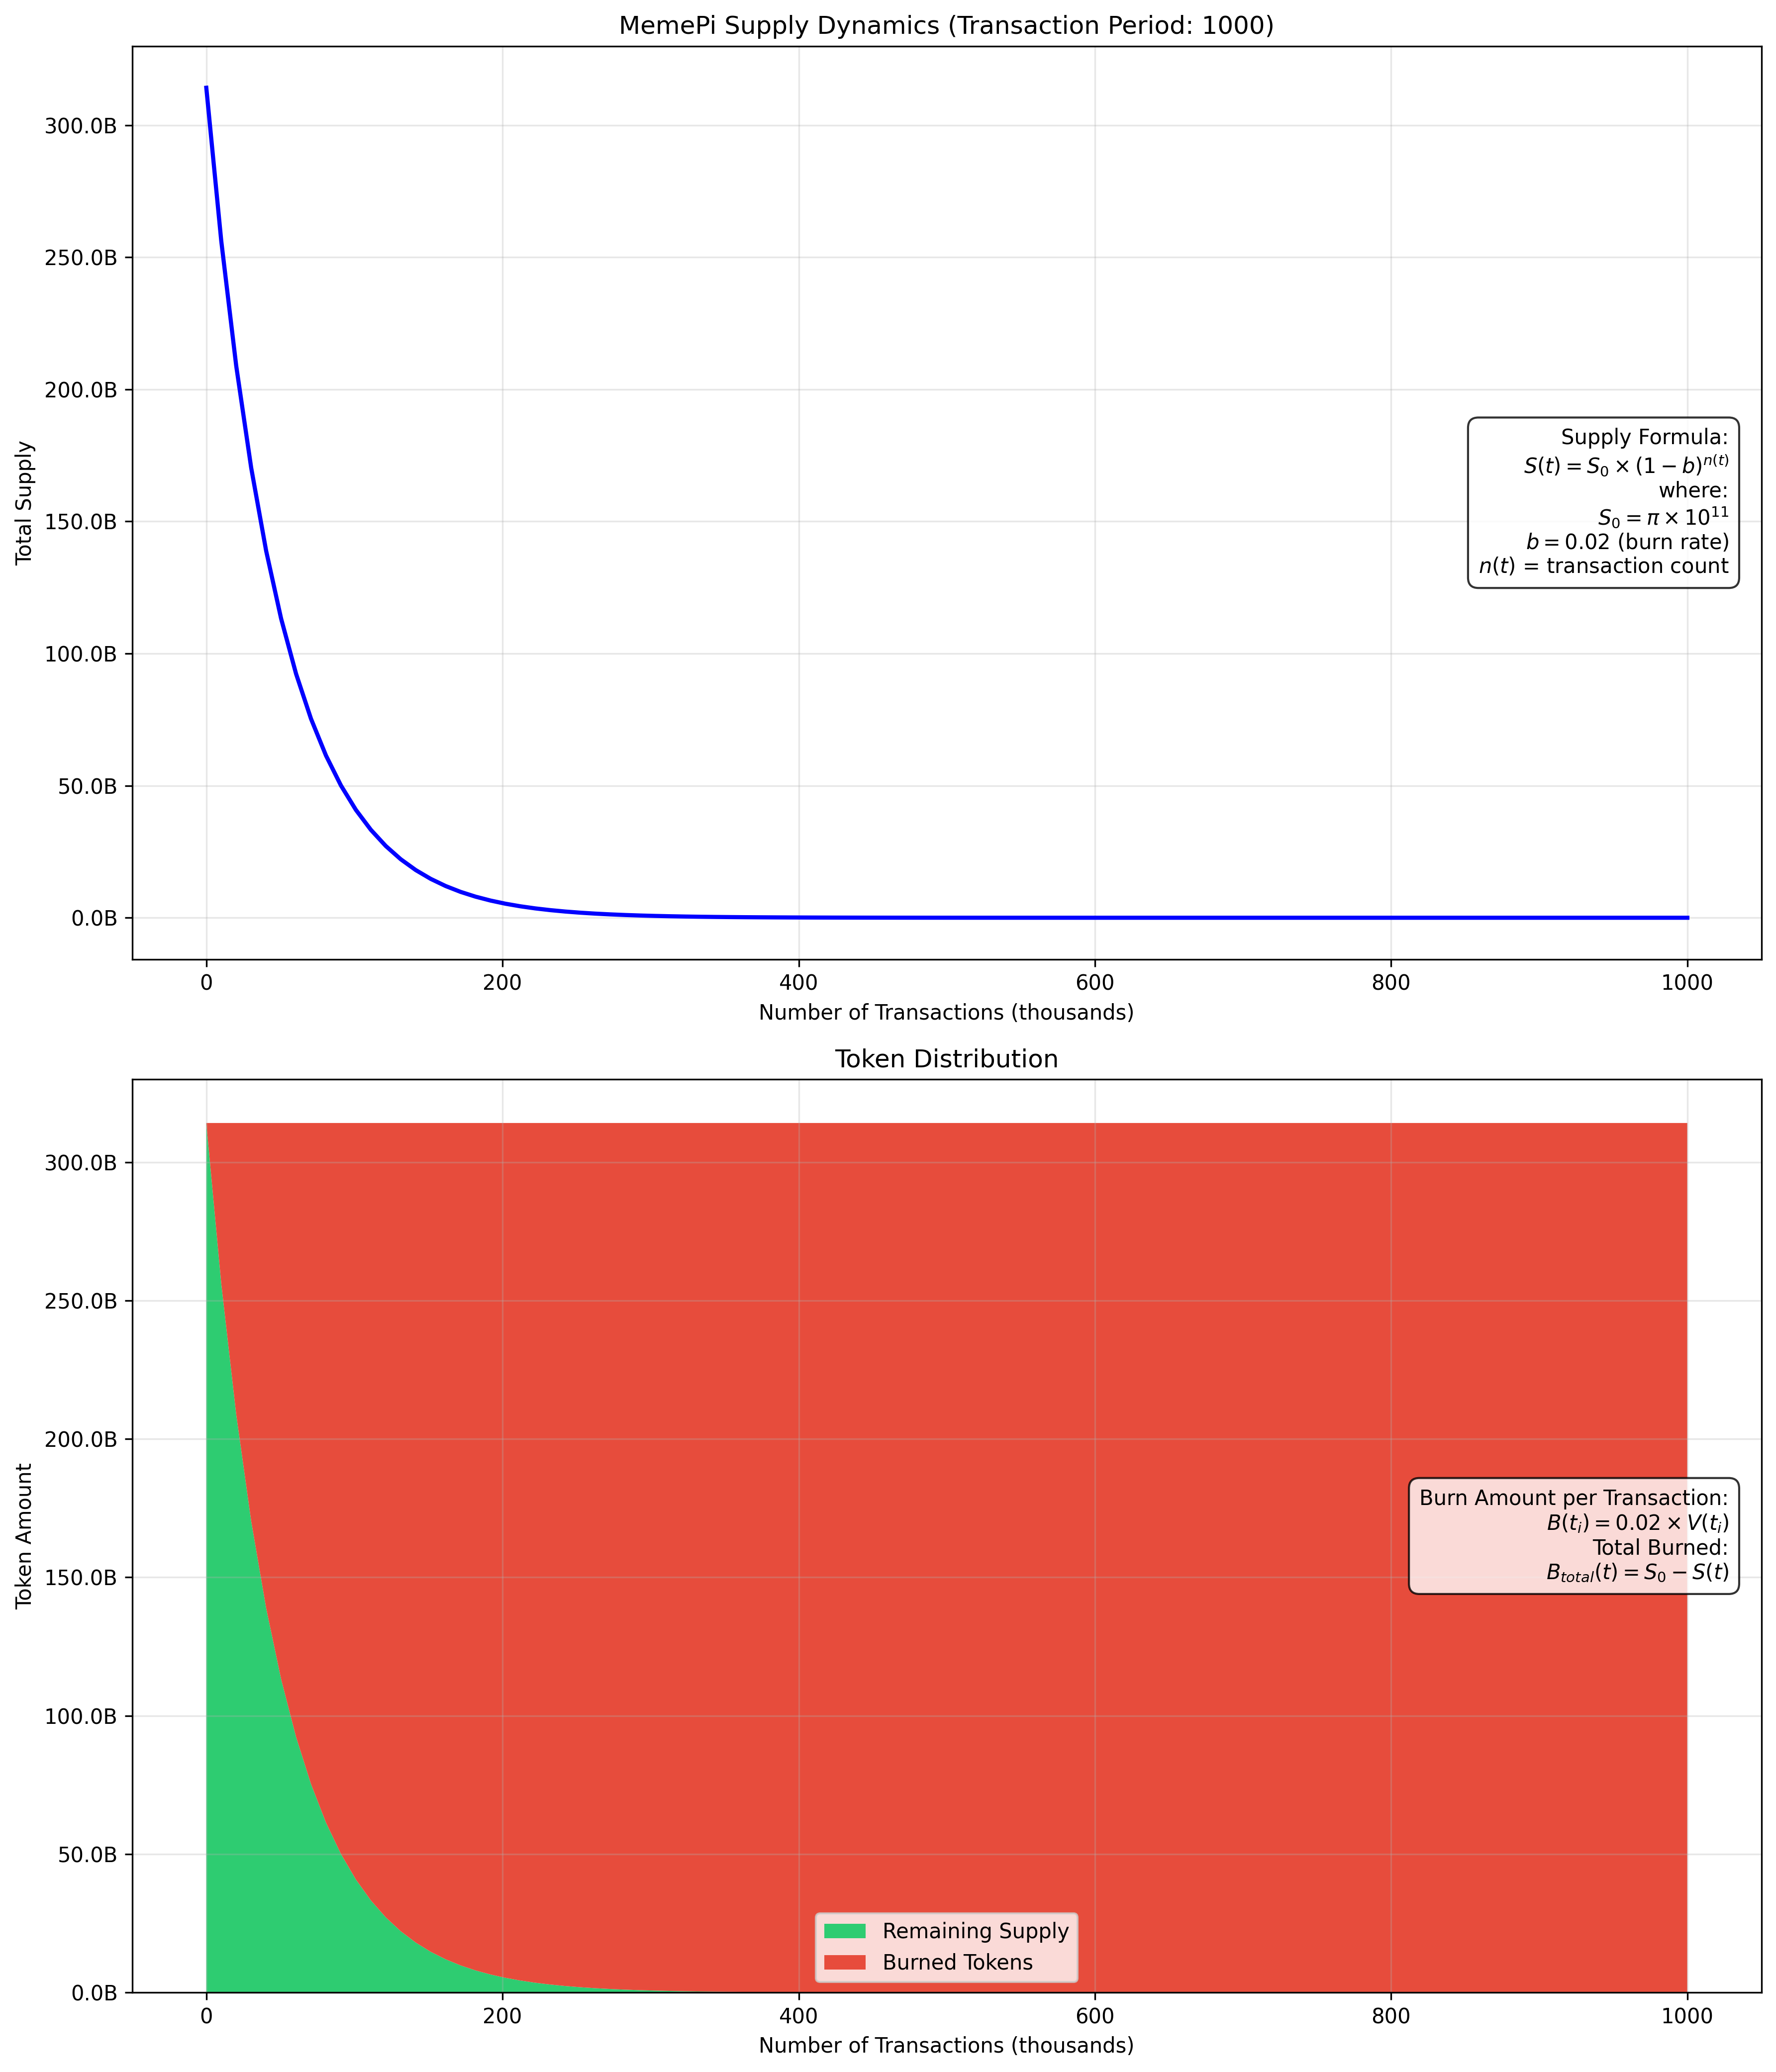 MemePi Supply Dynamics (Transaction Period: 1000)
300.0B
250.0B
200.0B
150.0B
100.0B
50.0B
0.0B
Total Supply
Supply Formula:
S(t) = S₀ × (1 − b)ⁿ⁽ᵗ⁾
where:
S₀ = π × 10¹¹
b = 0.02 (burn rate)
n(t) = transaction count
0 200 400 600 800 1000
Number of Transactions (thousands)
Token Distribution
300.0B
250.0B
200.0B
150.0B
100.0B
50.0B
0.0B
Token Amount
Burn Amount per Transaction:
B(tᵢ) = 0.02 × V(tᵢ)
Total Burned:
B_total(t) = S₀ − S(t)
Remaining Supply
Burned Tokens
0 200 400 600 800 1000
Number of Transactions (thousands)